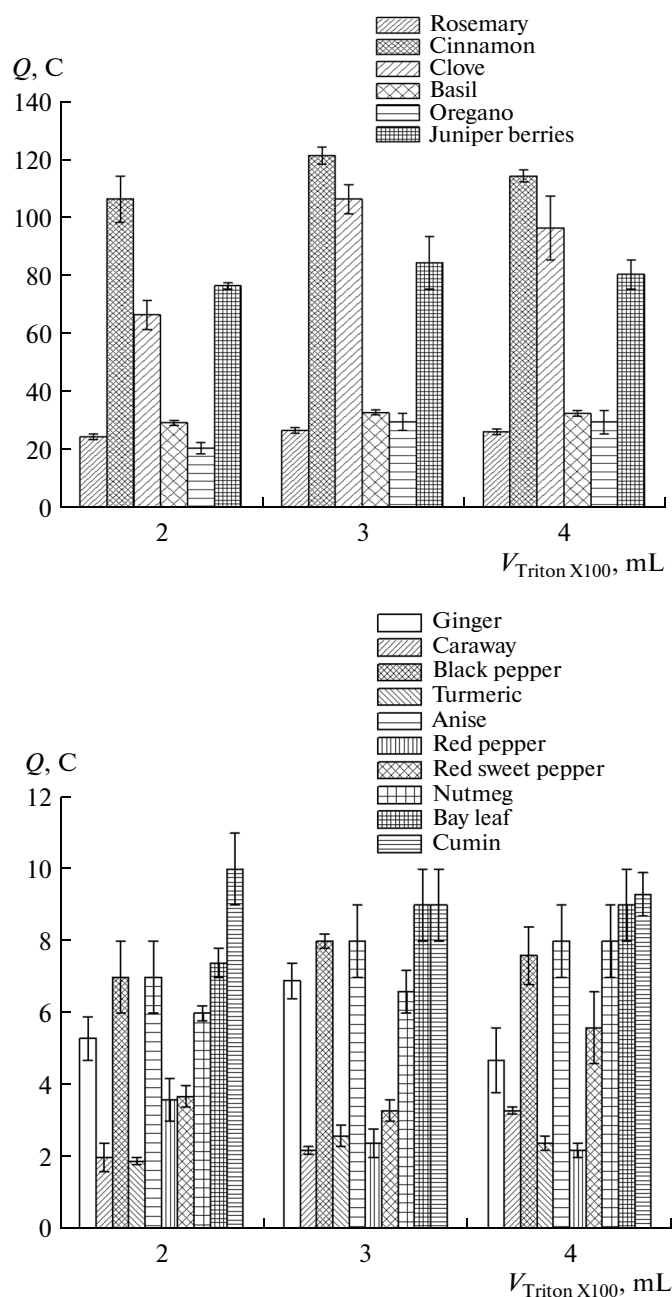 Rosemary
Cinnamon
Clove
Basil
Oregano
Juniper berries
Q, C
140
120
100
80
60
40
20
0
2 3 4
V Triton X100, mL
Ginger
Caraway
Black pepper
Turmeric
Anise
Red pepper
Red sweet pepper
Nutmeg
Bay leaf
Cumin
Q, C
12
10
8
6
4
2
0
2 3 4
V Triton X100, mL